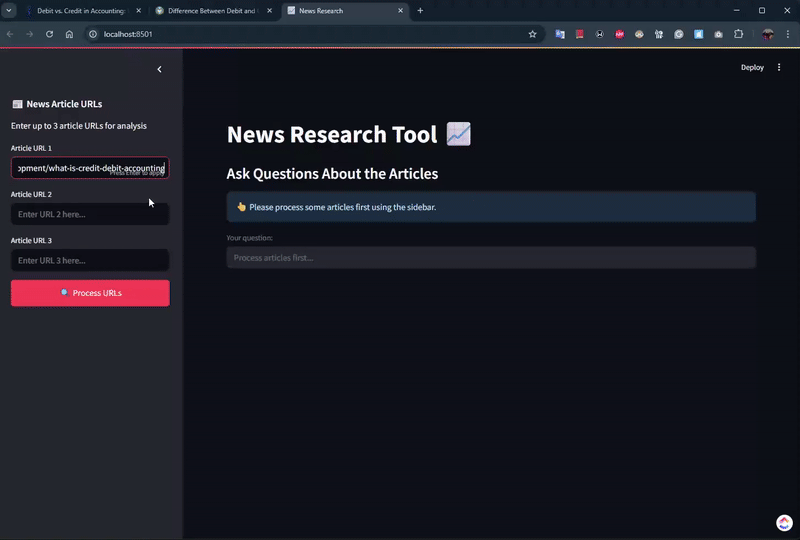 Debit vs. Credit in Accounting:
Difference Between Debit and
News Research
localhost:8501
Deploy
News Article URLs
Enter up to 3 article URLs for analysis
Article URL 1
opment/what-is-credit-debit-accounting
Press Enter to apply
Article URL 2
Enter URL 2 here...
Article URL 3
Enter URL 3 here...
Process URLs
News Research Tool
Ask Questions About the Articles
Please process some articles first using the sidebar.
Your question:
Process articles first...